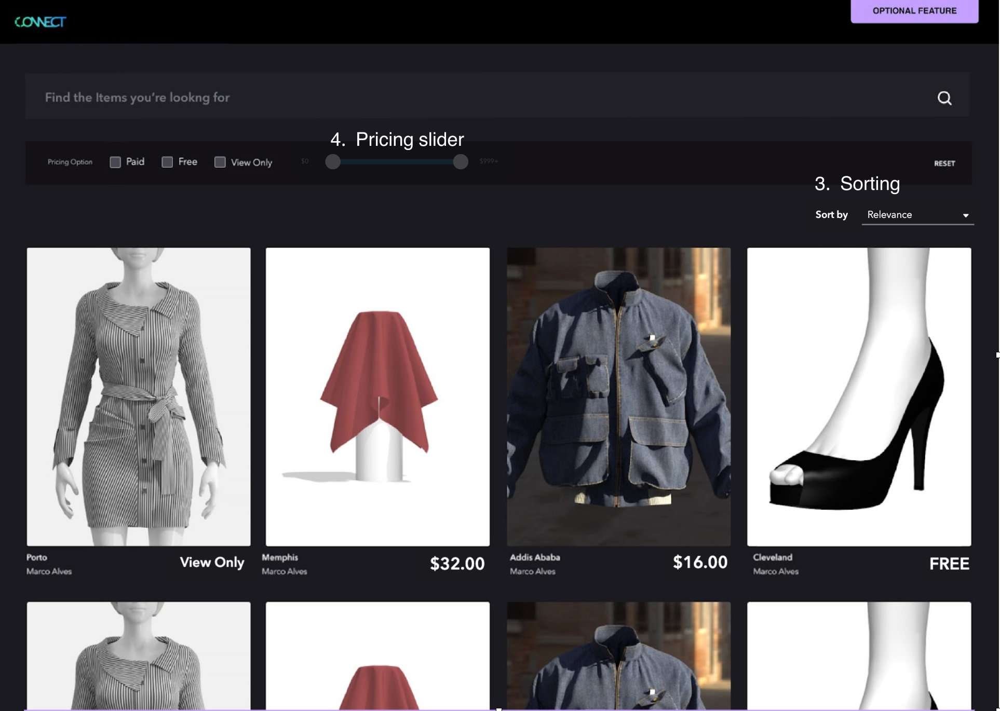 CONNECT
OPTIONAL FEATURE
Find the Items you're lookng for
4. Pricing slider
Pricing Option Paid Free View Only $0 $999+ RESET
3. Sorting
Sort by Relevance
Porto View Only
Marco Alves
Memphis $32.00
Marco Alves
Addis Ababa $16.00
Marco Alves
Cleveland FREE
Marco Alves